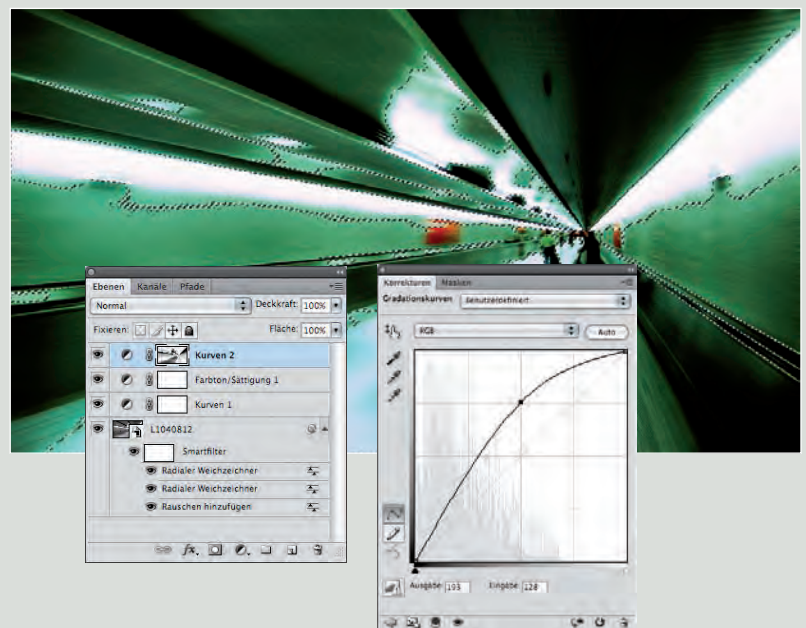 Ebenen Kanäle Pfade
Normal Deckkraft: 100%
Fixieren: Fläche: 100%
Kurven 2
Farbton/Sättigung 1
Kurven 1
L1040812
Smartfilter
Radialer Weichzeichner
Radialer Weichzeichner
Rauschen hinzufügen
fx.
Korrekturen Masken
Gradationskurven Benutzerdefiniert
RGB Auto
Ausgabe: 193 Eingabe: 128